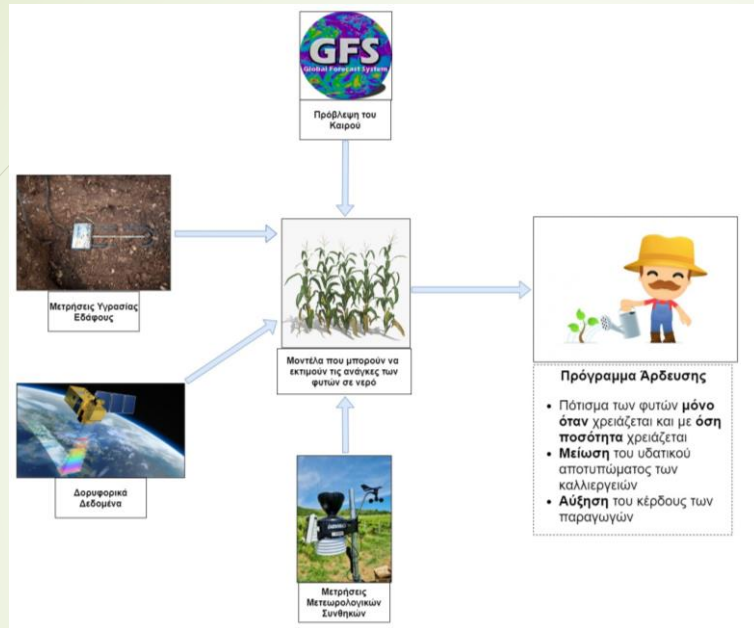 GFS
Global Forecast System
Πρόβλεψη του
Καιρού
Μετρήσεις Υγρασίας
Εδάφους
Μοντέλα που μπορούν να
εκτιμούν τις ανάγκες των
φυτών σε νερό
Δορυφορικά
Δεδομένα
Μετρήσεις
Μετεωρολογικών
Συνθηκών
Πρόγραμμα Άρδευσης
• Πότισμα των φυτών μόνο
όταν χρειάζεται και με όση
ποσότητα χρειάζεται
• Μείωση του υδατικού
αποτυπώματος των
καλλιεργειών
• Αύξηση του κέρδους των
παραγωγών